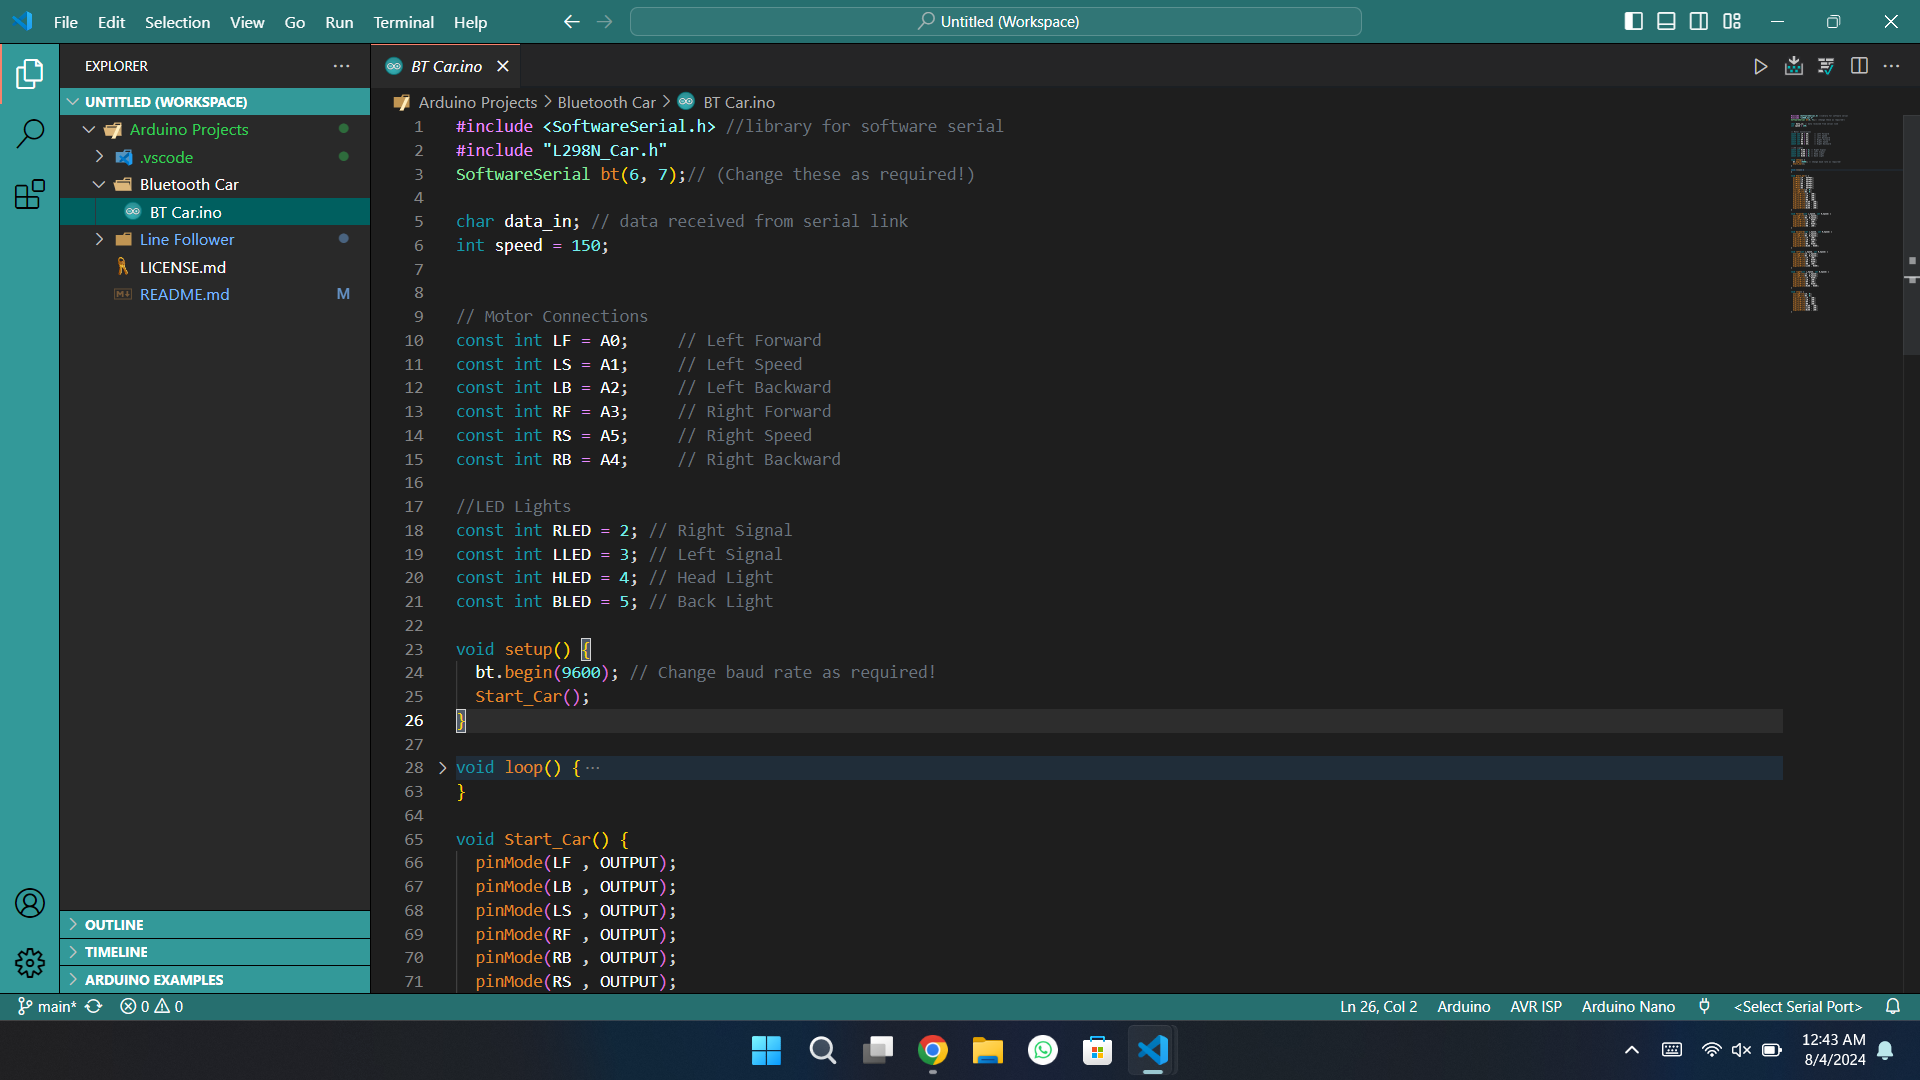 File Edit Selection View Go Run Terminal Help
Untitled (Workspace)
EXPLORER
UNTITLED (WORKSPACE)
Arduino Projects
.vscode
Bluetooth Car
BT Car.ino
Line Follower
LICENSE.md
README.md M
OUTLINE
TIMELINE
ARDUINO EXAMPLES
BT Car.ino
Arduino Projects > Bluetooth Car > BT Car.ino
1 #include <SoftwareSerial.h> //library for software serial
2 #include "L298N_Car.h"
3 SoftwareSerial bt(6, 7);// (Change these as required!)
4
5 char data_in; // data received from serial link
6 int speed = 150;
7
8
9 // Motor Connections
10 const int LF = A0;     // Left Forward
11 const int LS = A1;     // Left Speed
12 const int LB = A2;     // Left Backward
13 const int RF = A3;     // Right Forward
14 const int RS = A5;     // Right Speed
15 const int RB = A4;     // Right Backward
16
17 //LED Lights
18 const int RLED = 2; // Right Signal
19 const int LLED = 3; // Left Signal
20 const int HLED = 4; // Head Light
21 const int BLED = 5; // Back Light
22
23 void setup() {
24   bt.begin(9600); // Change baud rate as required!
25   Start_Car();
26 }
27
28 void loop() { ···
63 }
64
65 void Start_Car() {
66   pinMode(LF , OUTPUT);
67   pinMode(LB , OUTPUT);
68   pinMode(LS , OUTPUT);
69   pinMode(RF , OUTPUT);
70   pinMode(RB , OUTPUT);
71   pinMode(RS , OUTPUT);
main* 0 0
Ln 26, Col 2 Arduino AVR ISP Arduino Nano <Select Serial Port>
12:43 AM
8/4/2024